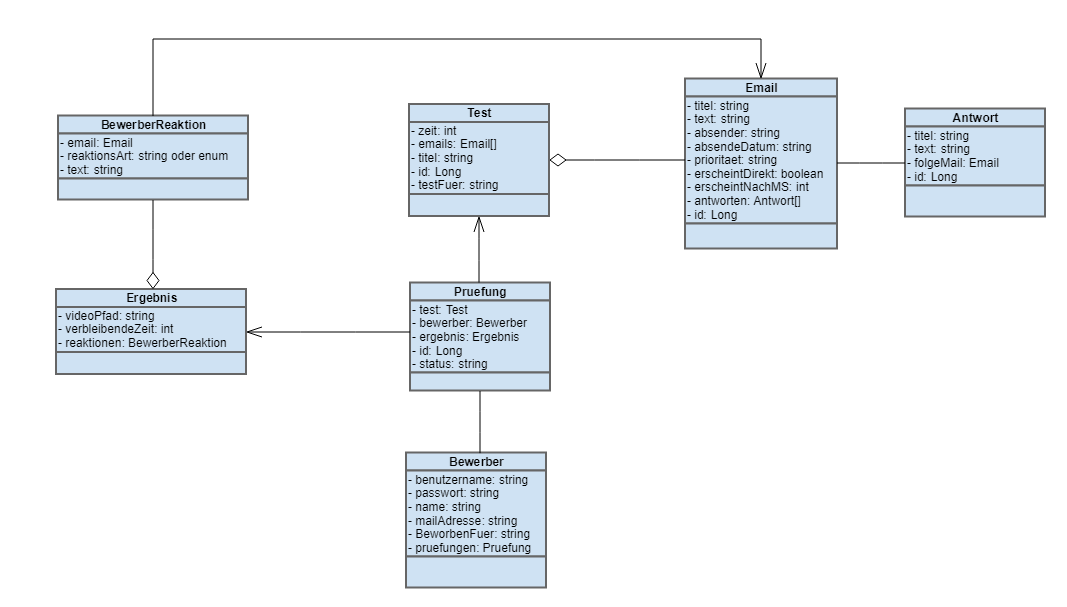 BewerberReaktion
- email: Email
- reaktionsArt: string oder enum
- text: string
Test
- zeit: int
- emails: Email[]
- titel: string
- id: Long
- testFuer: string
Email
- titel: string
- text: string
- absender: string
- absendeDatum: string
- prioritaet: string
- erscheintDirekt: boolean
- erscheintNachMS: int
- antworten: Antwort[]
- id: Long
Antwort
- titel: string
- text: string
- folgeMail: Email
- id: Long
Ergebnis
- videoPfad: string
- verbleibendeZeit: int
- reaktionen: BewerberReaktion
Pruefung
- test: Test
- bewerber: Bewerber
- ergebnis: Ergebnis
- id: Long
- status: string
Bewerber
- benutzername: string
- passwort: string
- name: string
- mailAdresse: string
- BeworbenFuer: string
- pruefungen: Pruefung